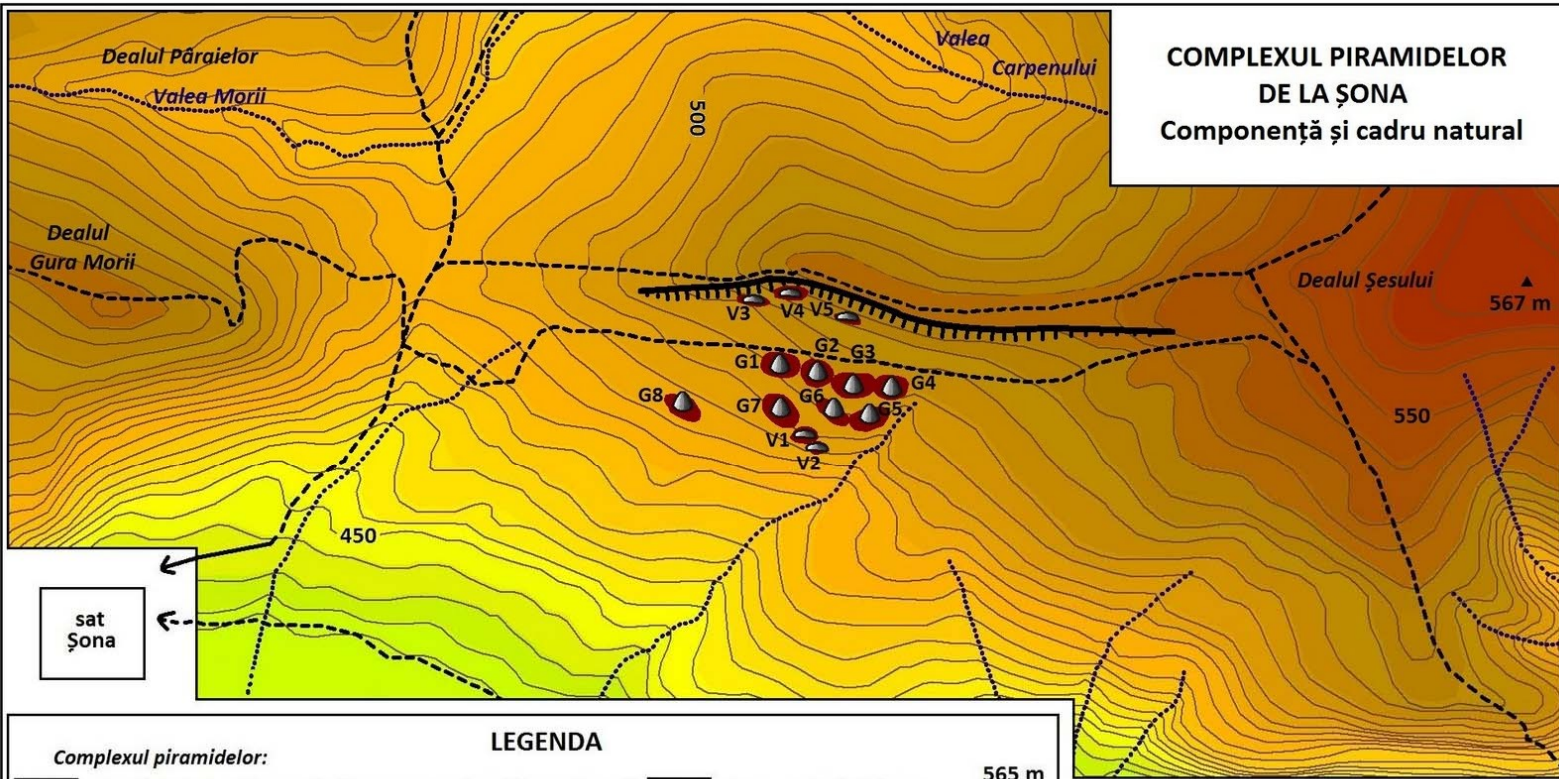 COMPLEXUL PIRAMIDELOR
DE LA ȘONA
Componență și cadru natural
Dealul Pâraielor
Valea Morii
Valea
Carpenului
500
Dealul
Gura Morii
Dealul Șesului
567 m
V3
V4
V5
G1
G2
G3
G4
G8
G7
G6
G5
V1
V2
550
450
sat
Șona
LEGENDA
Complexul piramidelor:
565 m